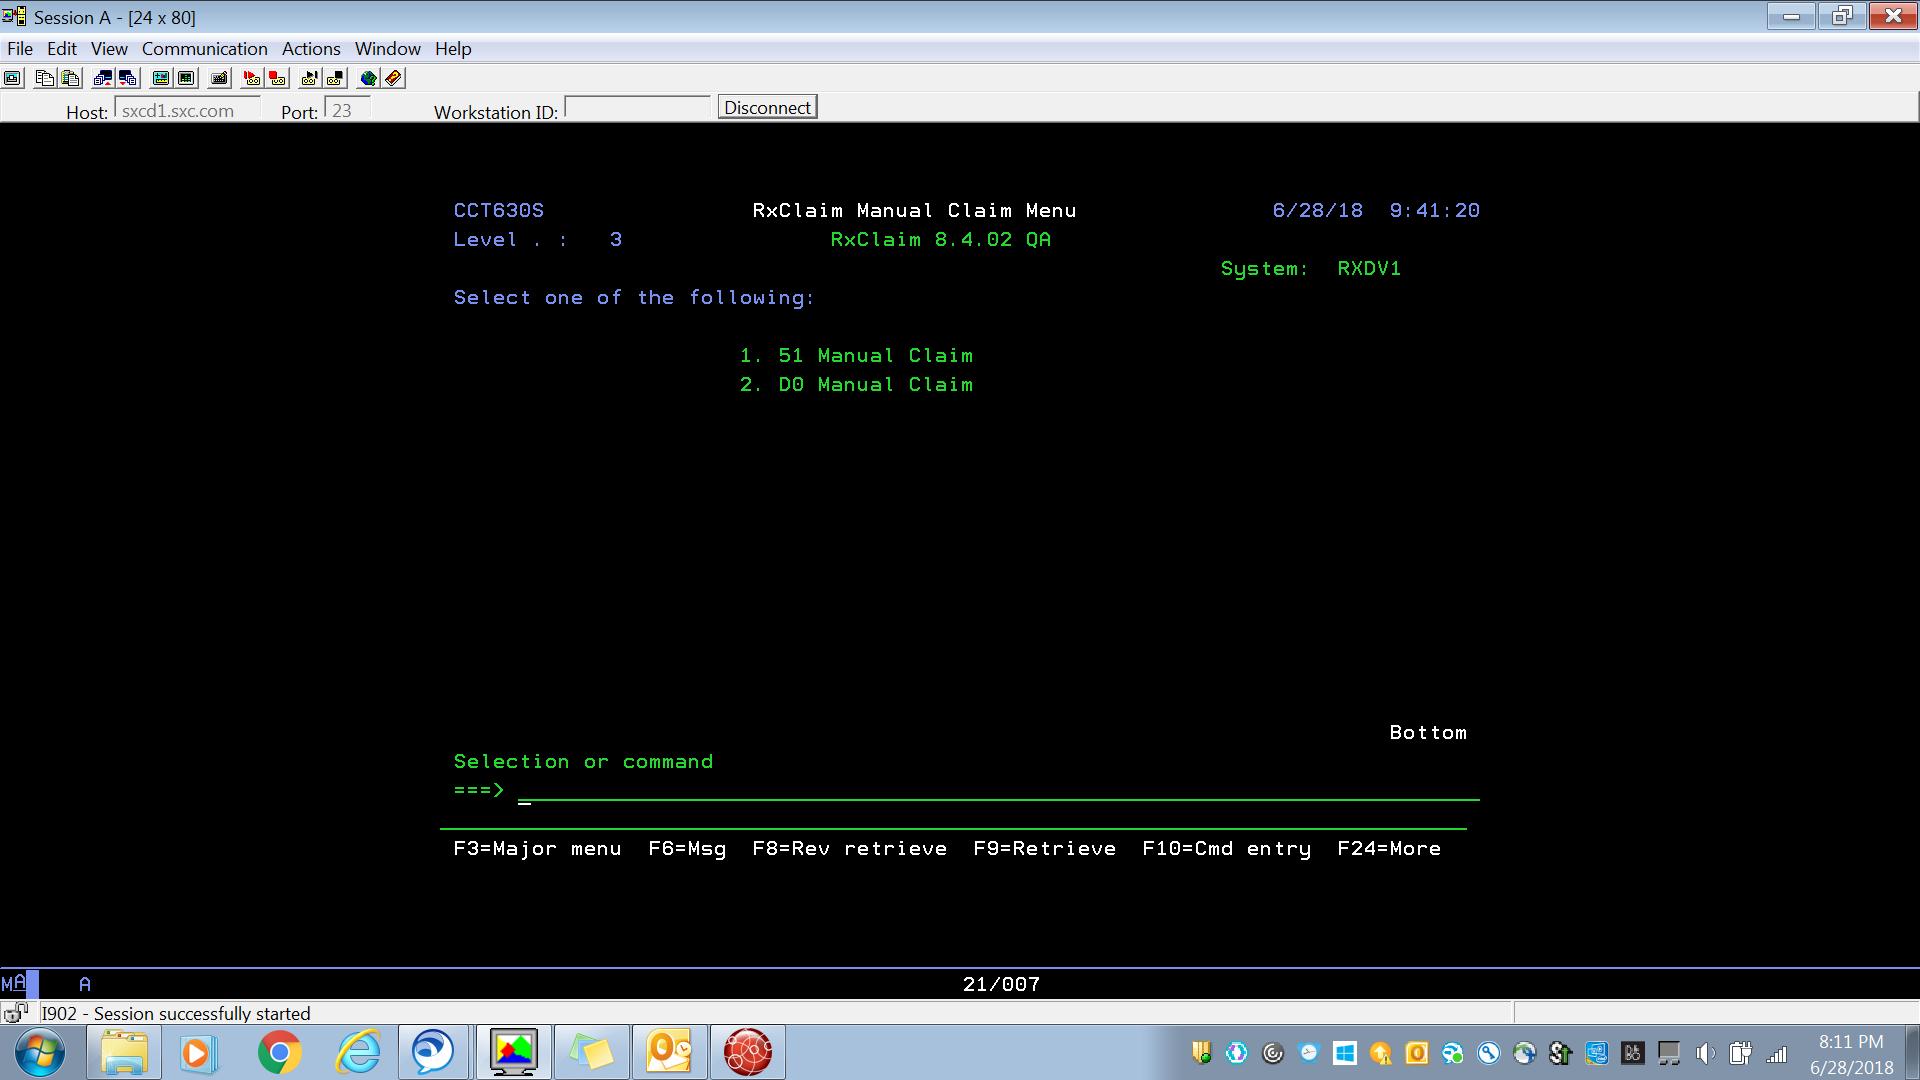 Session A - [24 x 80]
File Edit View Communication Actions Window Help
Host: sxcd1.sxc.com Port: 23 Workstation ID: Disconnect
CCT630S RxClaim Manual Claim Menu 6/28/18 9:41:20
Level . : 3 RxClaim 8.4.02 QA
System: RXDV1
Select one of the following:
1. 51 Manual Claim
2. D0 Manual Claim
Bottom
Selection or command
===>
F3=Major menu F6=Msg F8=Rev retrieve F9=Retrieve F10=Cmd entry F24=More
MA A 21/007
I902 - Session successfully started
8:11 PM
6/28/2018